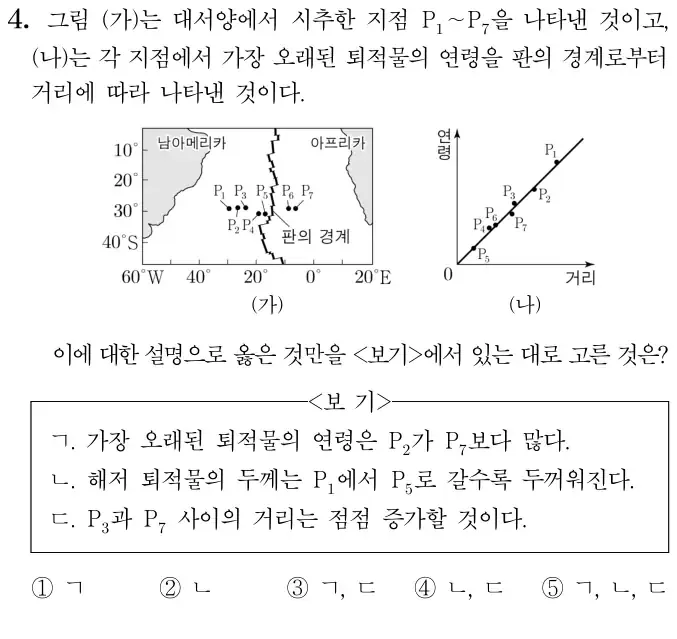 4. 그림 (가)는 대서양에서 시추한 지점 P₁~P₇을 나타낸 것이고,
(나)는 각 지점에서 가장 오래된 퇴적물의 연령을 판의 경계로부터
거리에 따라 나타낸 것이다.
남아메리카 아프리카
10°
20°
30°
40°S
P₁ P₃ P₅ P₆ P₇
P₂ P₄
판의 경계
60°W 40° 20° 0° 20°E
(가)
연령
P₁
P₃ P₂
P₆
P₄ P₇
P₅
0 거리
(나)
이에 대한 설명으로 옳은 것만을 <보기>에서 있는 대로 고른 것은?
<보 기>
ㄱ. 가장 오래된 퇴적물의 연령은 P₂가 P₇보다 많다.
ㄴ. 해저 퇴적물의 두께는 P₁에서 P₅로 갈수록 두꺼워진다.
ㄷ. P₃과 P₇ 사이의 거리는 점점 증가할 것이다.
① ㄱ ② ㄴ ③ ㄱ, ㄷ ④ ㄴ, ㄷ ⑤ ㄱ, ㄴ, ㄷ